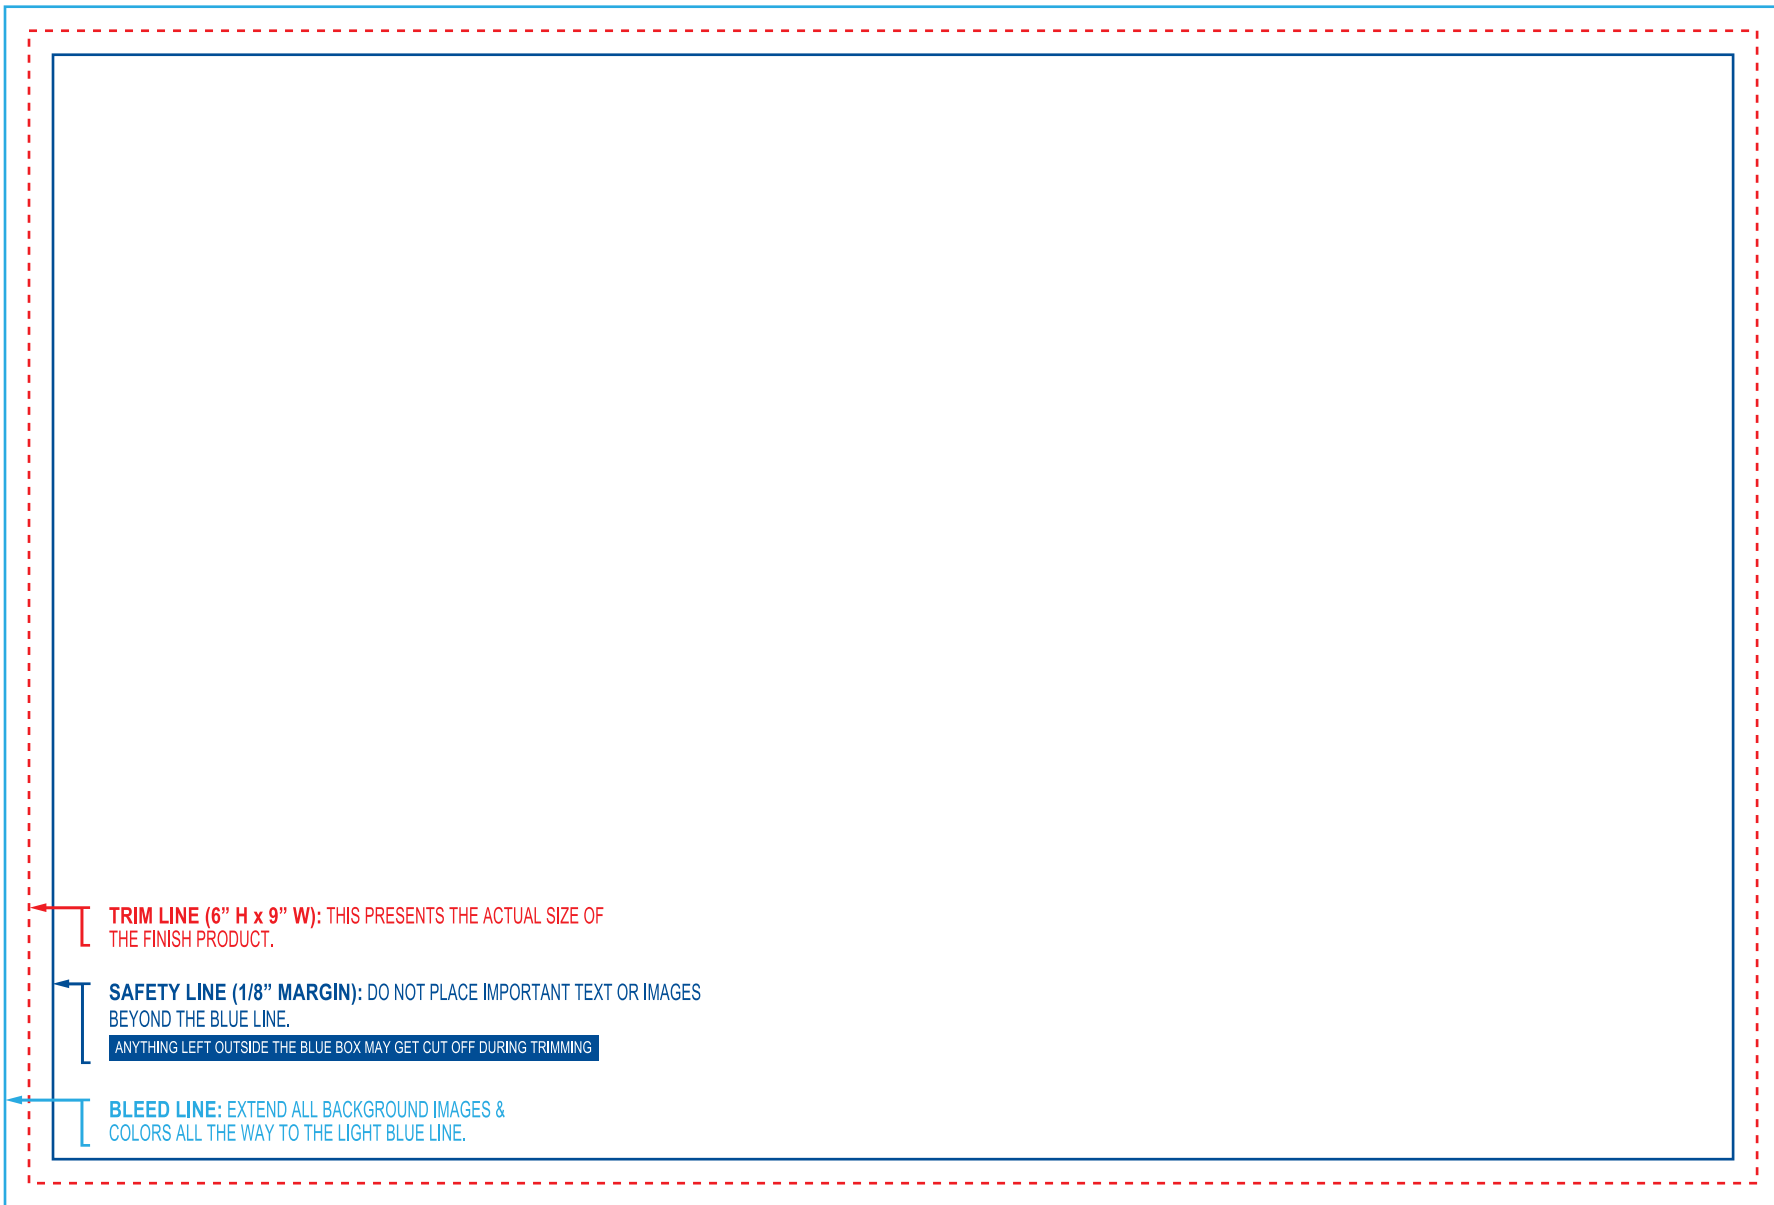 TRIM LINE (6” H x 9” W): THIS PRESENTS THE ACTUAL SIZE OF
THE FINISH PRODUCT.
SAFETY LINE (1/8” MARGIN): DO NOT PLACE IMPORTANT TEXT OR IMAGES
BEYOND THE BLUE LINE.
ANYTHING LEFT OUTSIDE THE BLUE BOX MAY GET CUT OFF DURING TRIMMING
BLEED LINE: EXTEND ALL BACKGROUND IMAGES &
COLORS ALL THE WAY TO THE LIGHT BLUE LINE.